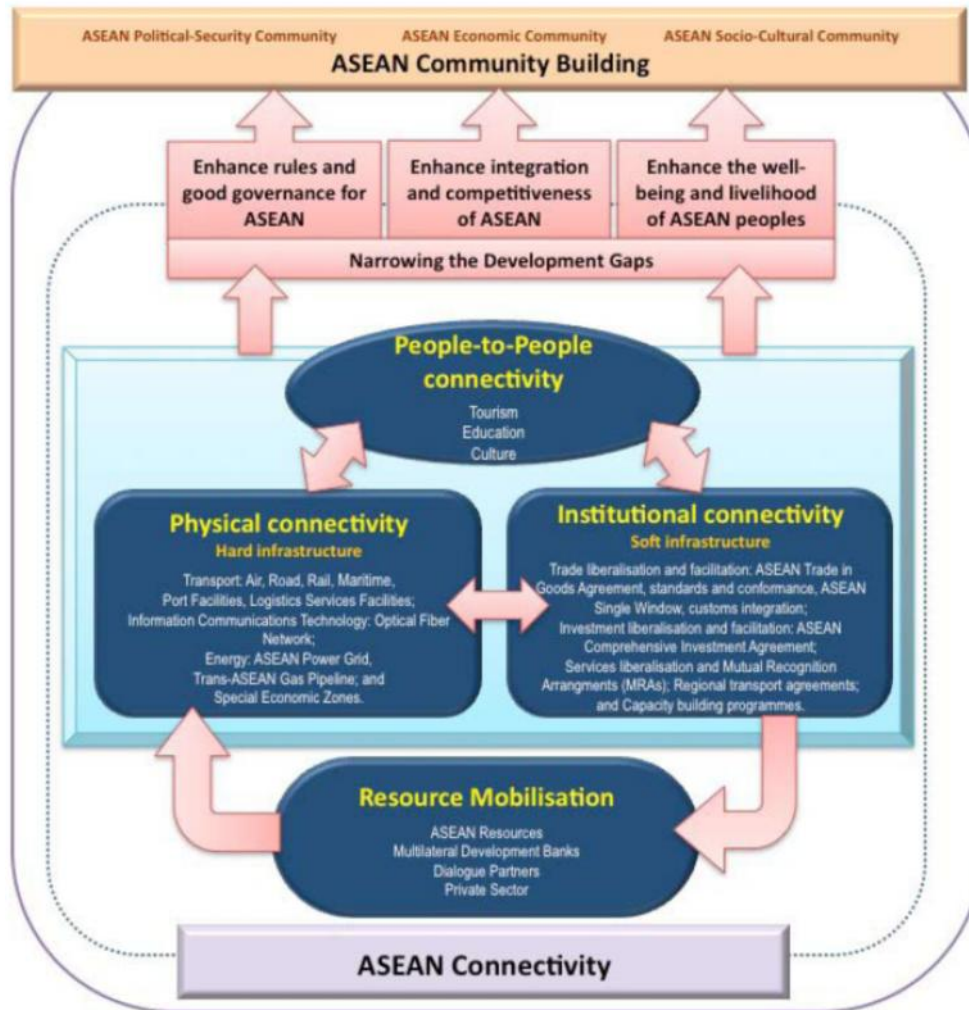 ASEAN Political-Security Community
ASEAN Economic Community
ASEAN Socio-Cultural Community
ASEAN Community Building
Enhance rules and
good governance for
ASEAN
Enhance integration
and competitiveness
of ASEAN
Enhance the well-
being and livelihood
of ASEAN peoples
Narrowing the Development Gaps
People-to-People
connectivity
Tourism
Education
Culture
Physical connectivity
Hard infrastructure
Transport: Air, Road, Rail, Maritime,
Port Facilities, Logistics Services Facilities;
Information Communications Technology: Optical Fiber
Network;
Energy: ASEAN Power Grid,
Trans-ASEAN Gas Pipeline; and
Special Economic Zones.
Institutional connectivity
Soft infrastructure
Trade liberalisation and facilitation: ASEAN Trade in
Goods Agreement, standards and conformance, ASEAN
Single Window, customs integration;
Investment liberalisation and facilitation: ASEAN
Comprehensive Investment Agreement;
Services liberalisation and Mutual Recognition
Arrangments (MRAs); Regional transport agreements;
and Capacity building programmes.
Resource Mobilisation
ASEAN Resources
Multilateral Development Banks
Dialogue Partners
Private Sector
ASEAN Connectivity